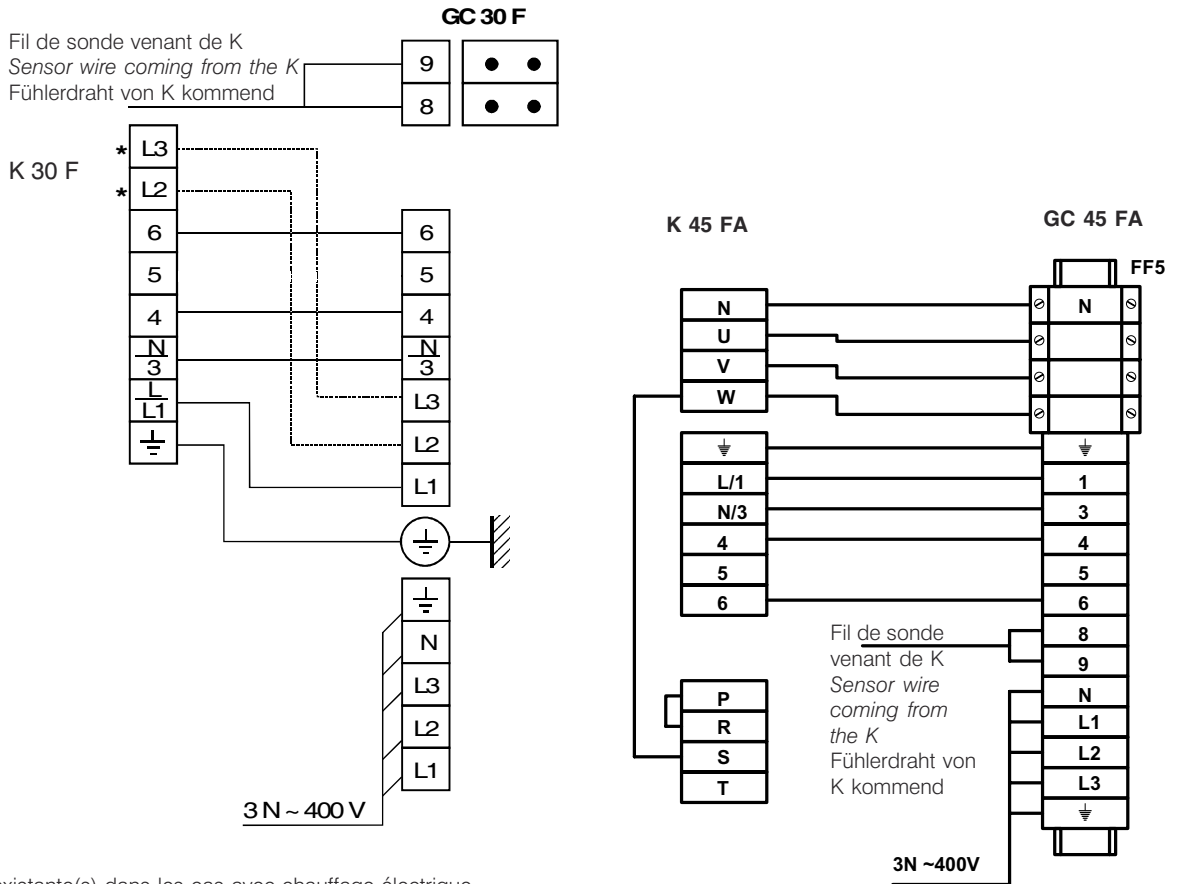 GC 30 F
Fil de sonde venant de K
Sensor wire coming from the K
Fühlerdraht von K kommend
9
8
K 30 F
* L3
* L2
6
5
4
N
3
L
L1
6
5
4
N
3
L3
L2
L1
N
L3
L2
L1
3 N ~ 400 V
K 45 FA
GC 45 FA
FF5
N
U
V
W
L/1
N/3
4
5
6
P
R
S
T
N
1
3
4
5
6
8
9
N
L1
L2
L3
Fil de sonde
venant de K
Sensor wire
coming from
the K
Fühlerdraht von
K kommend
3N ~400V